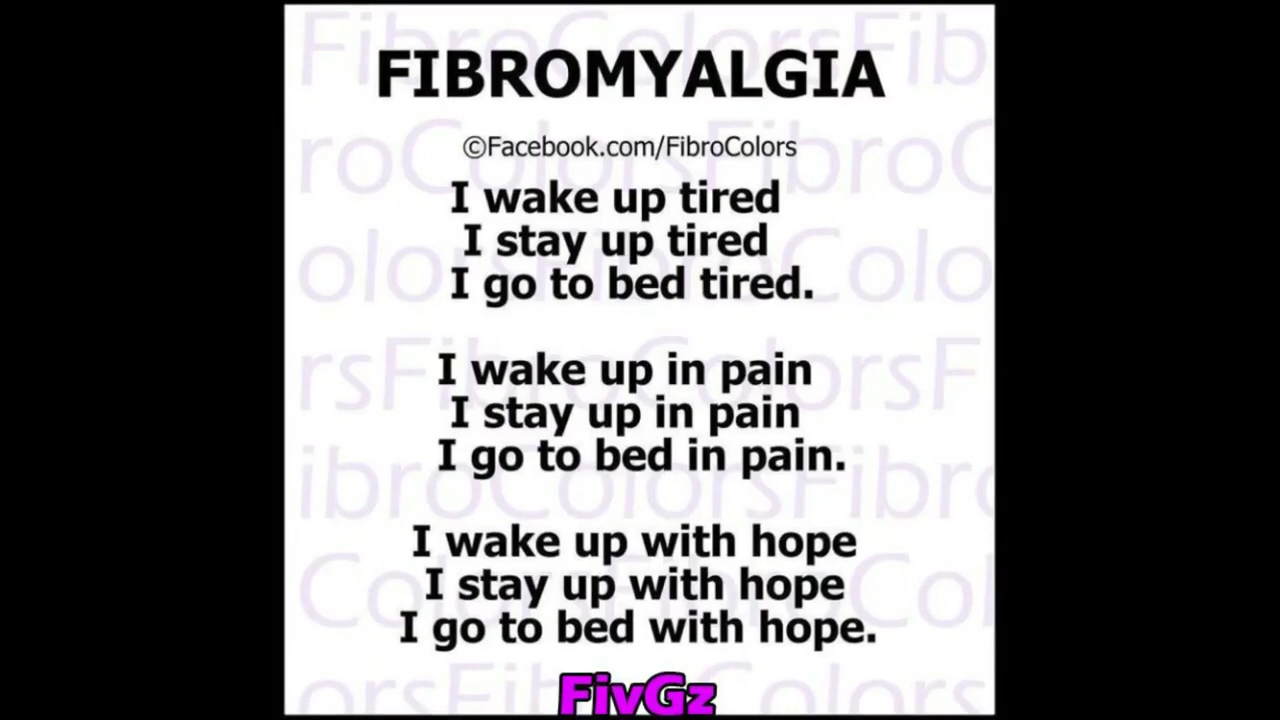 FIBROMYALGIA
©Facebook.com/FibroColors
I wake up tired
I stay up tired
I go to bed tired.
I wake up in pain
I stay up in pain
I go to bed in pain.
I wake up with hope
I stay up with hope
I go to bed with hope.
FivGz